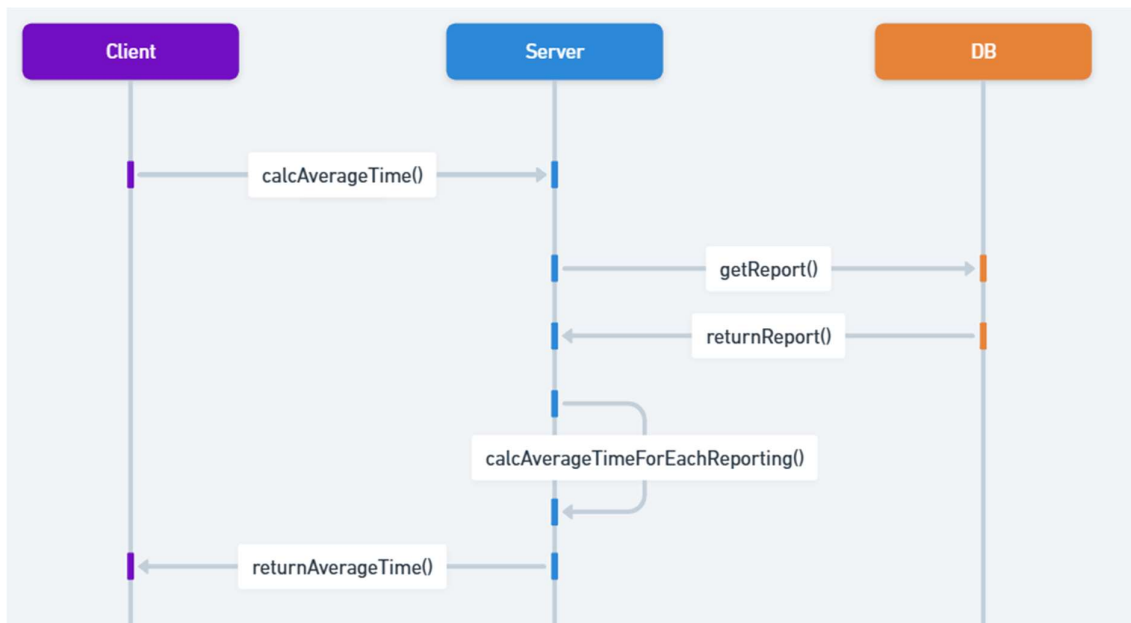 Client
Server
DB
calcAverageTime()
getReport()
returnReport()
calcAverageTimeForEachReporting()
returnAverageTime()